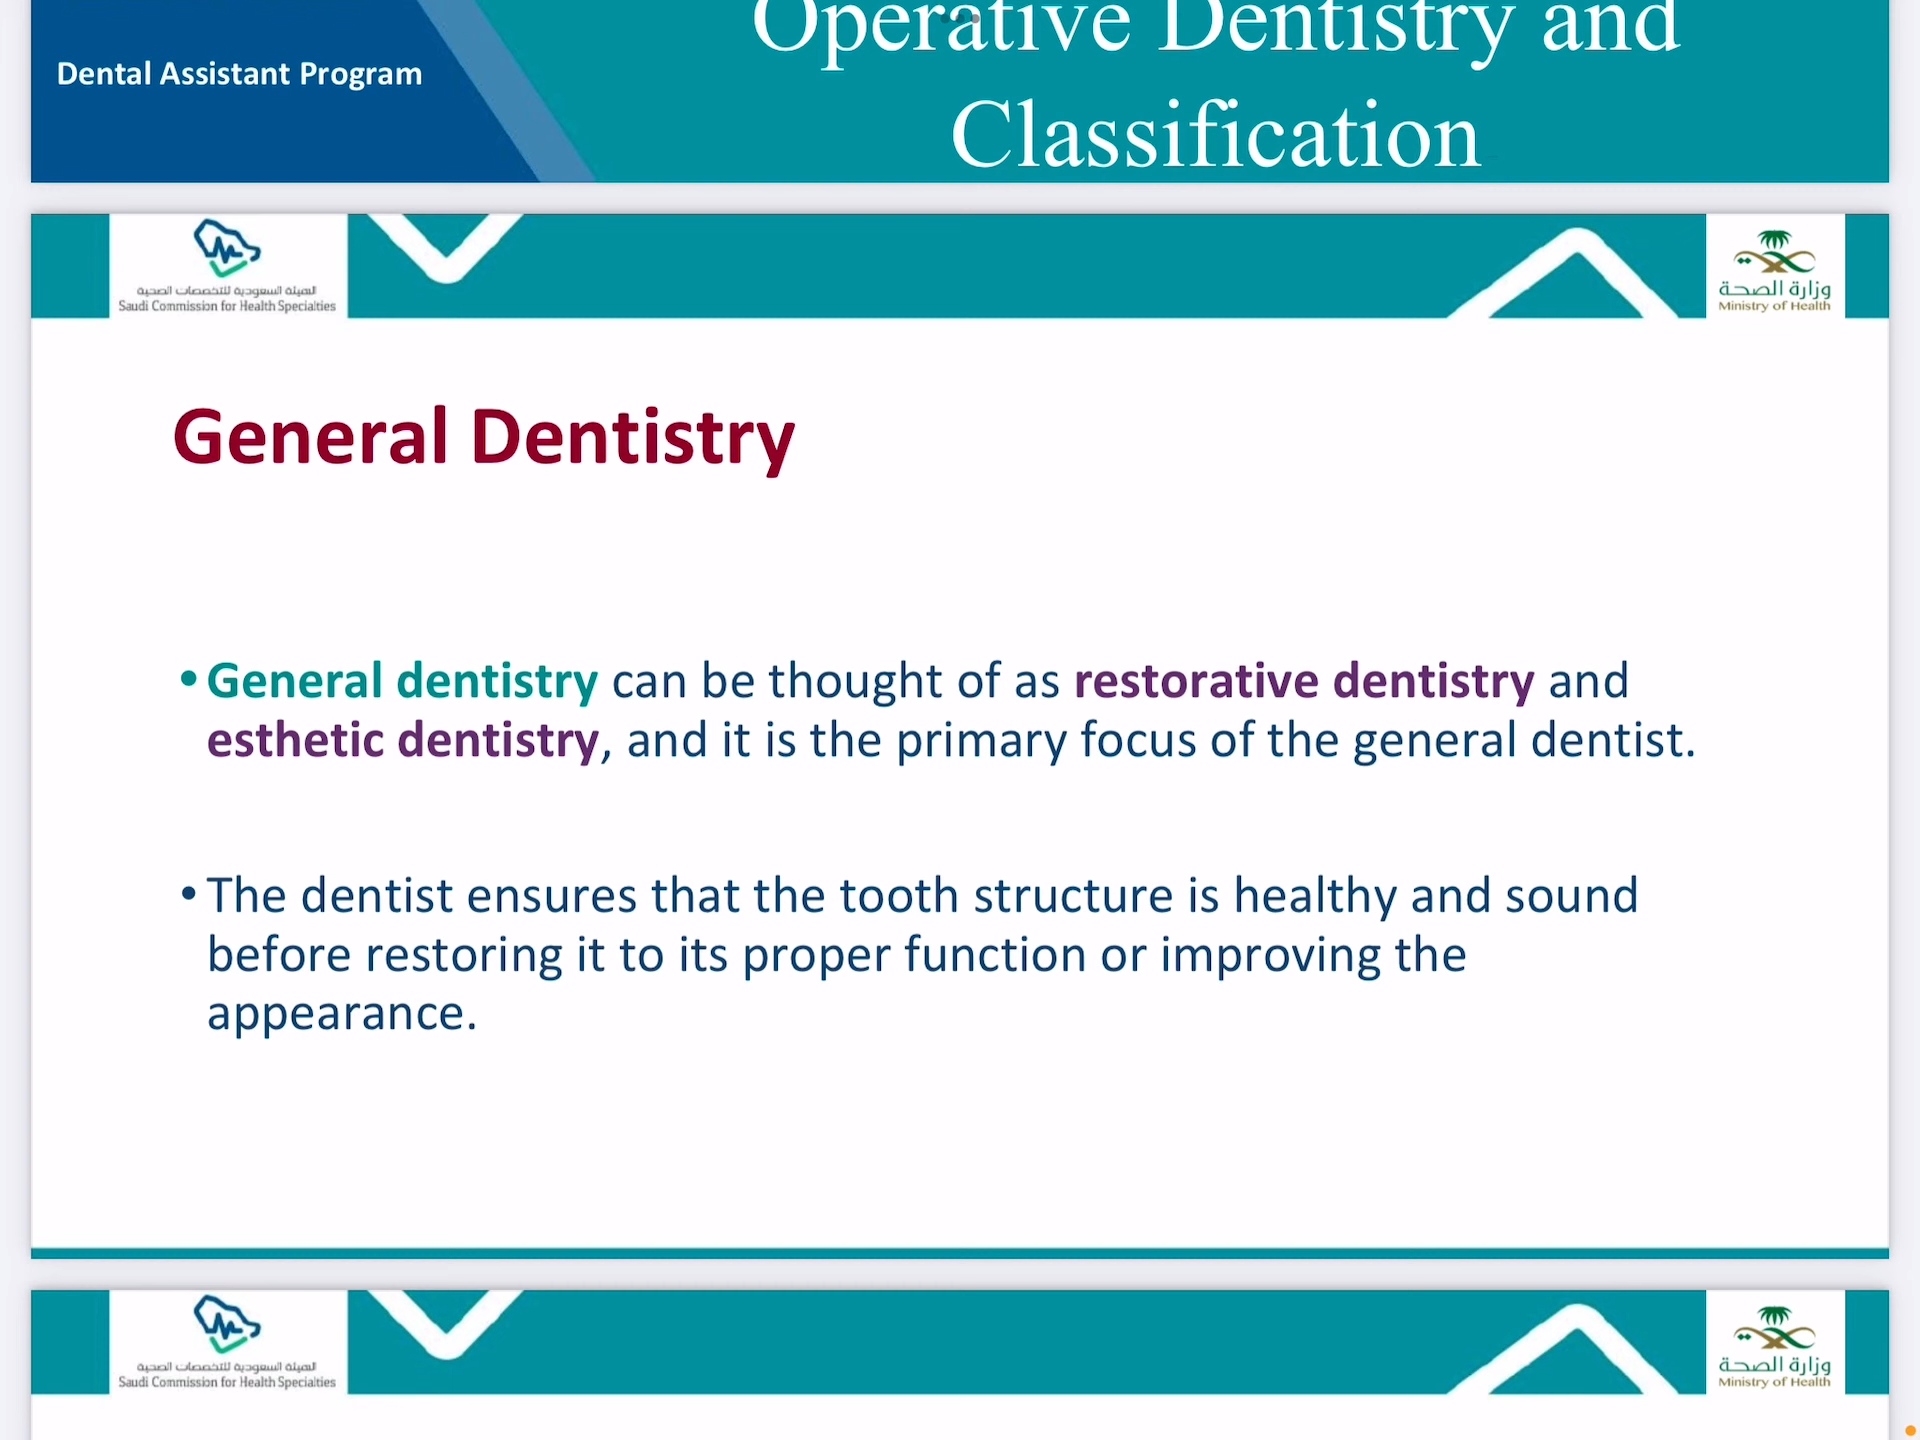 Operative Dentistry and
Classification
Dental Assistant Program
الهيئة السعودية للتخصصات الصحية
Saudi Commission for Health Specialties
وزارة الصحة
Ministry of Health
General Dentistry
• General dentistry can be thought of as restorative dentistry and
esthetic dentistry, and it is the primary focus of the general dentist.
• The dentist ensures that the tooth structure is healthy and sound
before restoring it to its proper function or improving the
appearance.
الهيئة السعودية للتخصصات الصحية
Saudi Commission for Health Specialties
وزارة الصحة
Ministry of Health